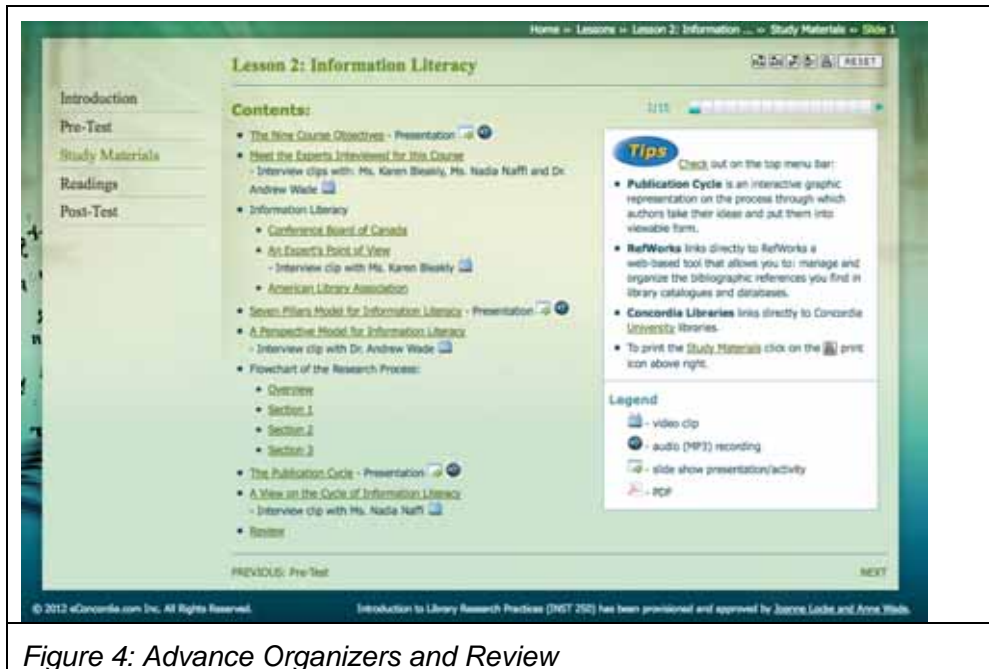 Home » Lessons » Lesson 2: Information ... » Study Materials » Slide 1
Lesson 2: Information Literacy
RESET
Introduction
Pre-Test
Study Materials
Readings
Post-Test
Contents:
The Nine Course Objectives - Presentation
Meet the Experts Interviewed for this Course
- Interview clips with: Ms. Karen Bleakly, Ms. Nadia Naffi and Dr.
Andrew Wade
Information Literacy
Conference Board of Canada
An Expert's Point of View
- Interview clip with Ms. Karen Bleakly
American Library Association
Seven Pillars Model for Information Literacy - Presentation
A Perspective Model for Information Literacy
- Interview clip with Dr. Andrew Wade
Flowchart of the Research Process:
Overview
Section 1
Section 2
Section 3
The Publication Cycle - Presentation
A View on the Cycle of Information Literacy
- Interview clip with Ms. Nadia Naffi
Review
Tips
Check out on the top menu bar:
Publication Cycle is an interactive graphic
representation on the process through which
authors take their ideas and put them into
viewable form.
RefWorks links directly to RefWorks a
web-based tool that allows you to: manage and
organize the bibliographic references you find in
library catalogues and databases.
Concordia Libraries links directly to Concordia
University libraries.
To print the Study Materials click on the print
icon above right.
Legend
- video clip
- audio (MP3) recording
- slide show presentation/activity
- PDF
PREVIOUS: Pre-Test
NEXT
© 2012 eConcordia.com Inc. All Rights Reserved.
Introduction to Library Research Practices (INST 250) has been provisioned and approved by Joanne Locke and Anne Wade.
Figure 4: Advance Organizers and Review